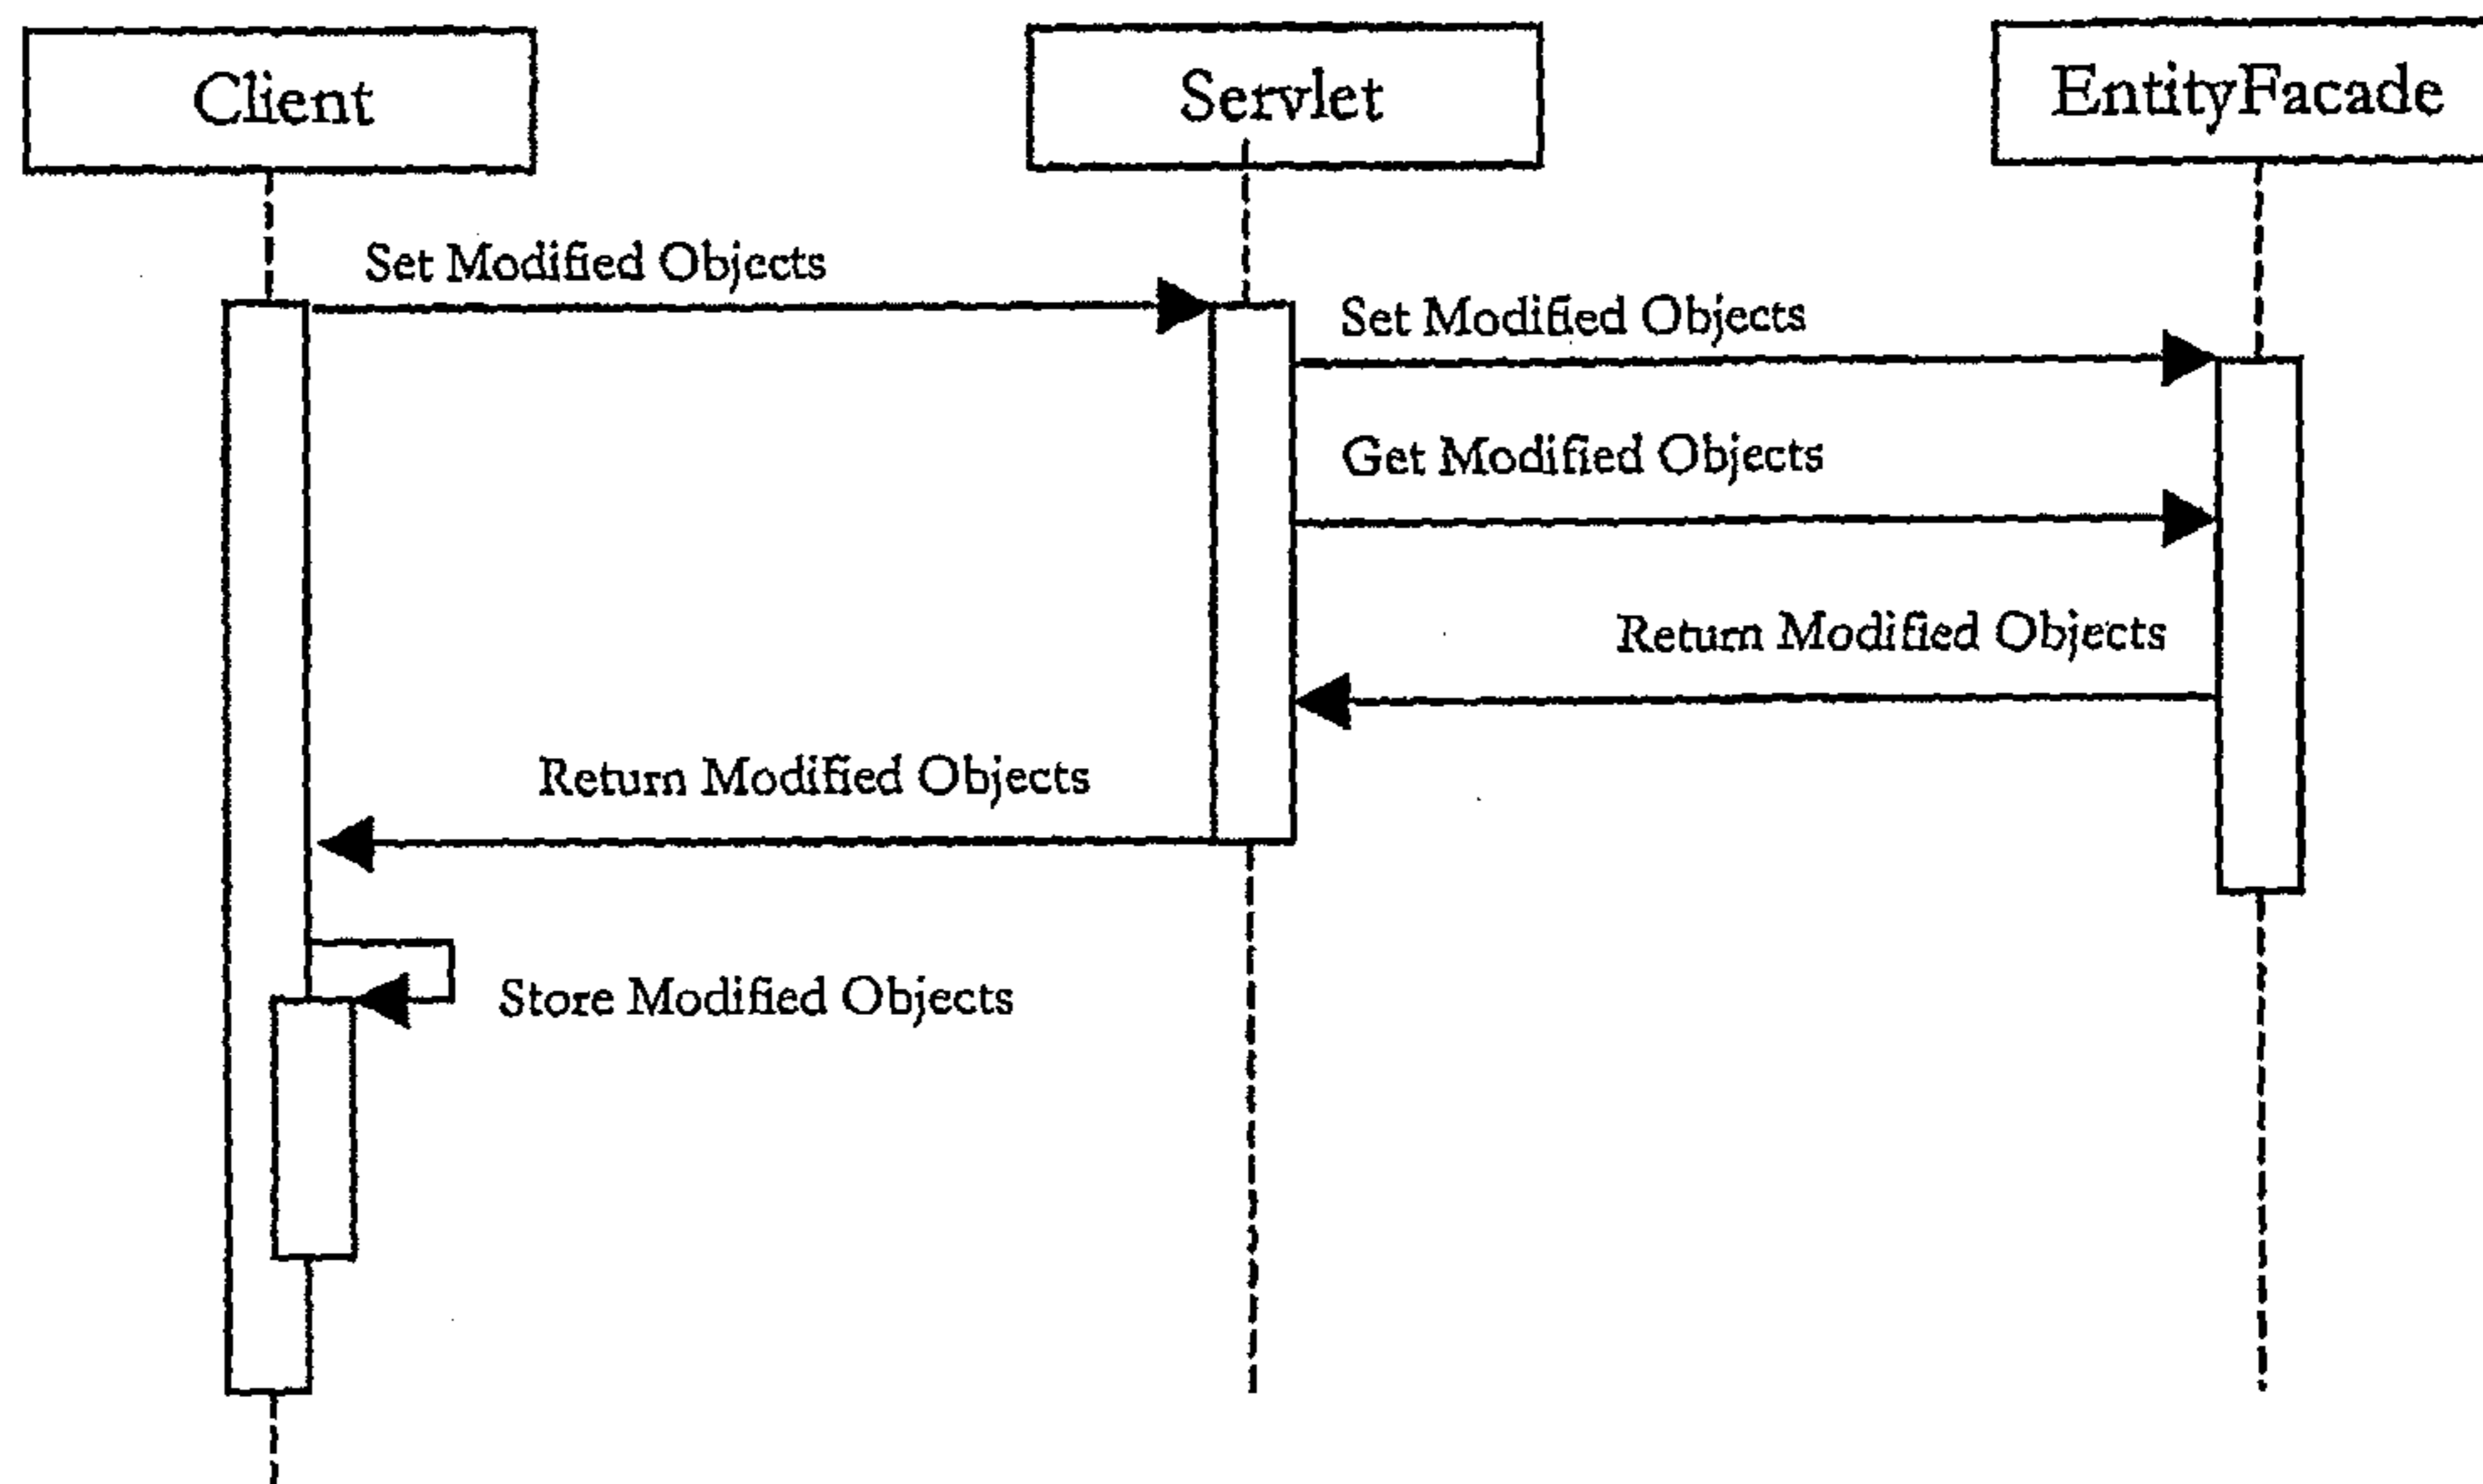 Client
Servlet
EntityFacade
Set Modified Objects
Set Modified Objects
Get Modified Objects
Return Modified Objects
Return Modified Objects
Store Modified Objects